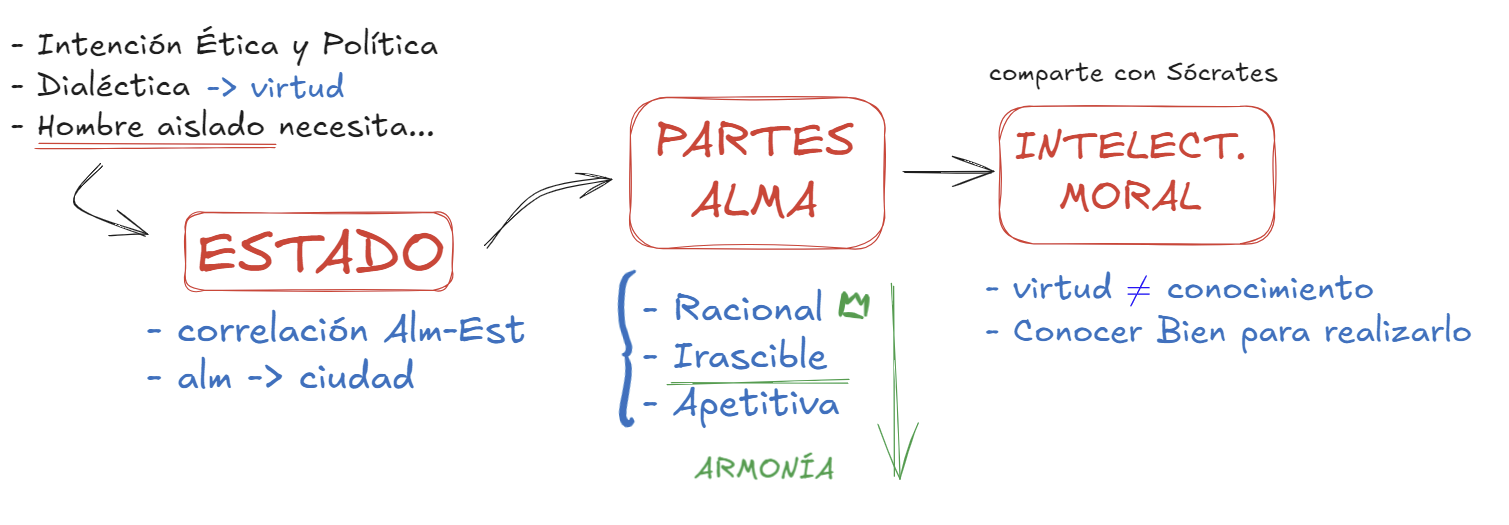 - Intención Ética y Política
- Dialéctica -> virtud
- Hombre aislado necesita...
ESTADO
- correlación Alm-Est
- alm -> ciudad
PARTES
ALMA
- Racional
- Irascible
- Apetitiva
ARMONÍA
comparte con Sócrates
INTELECT.
MORAL
- virtud ≠ conocimiento
- Conocer Bien para realizarlo